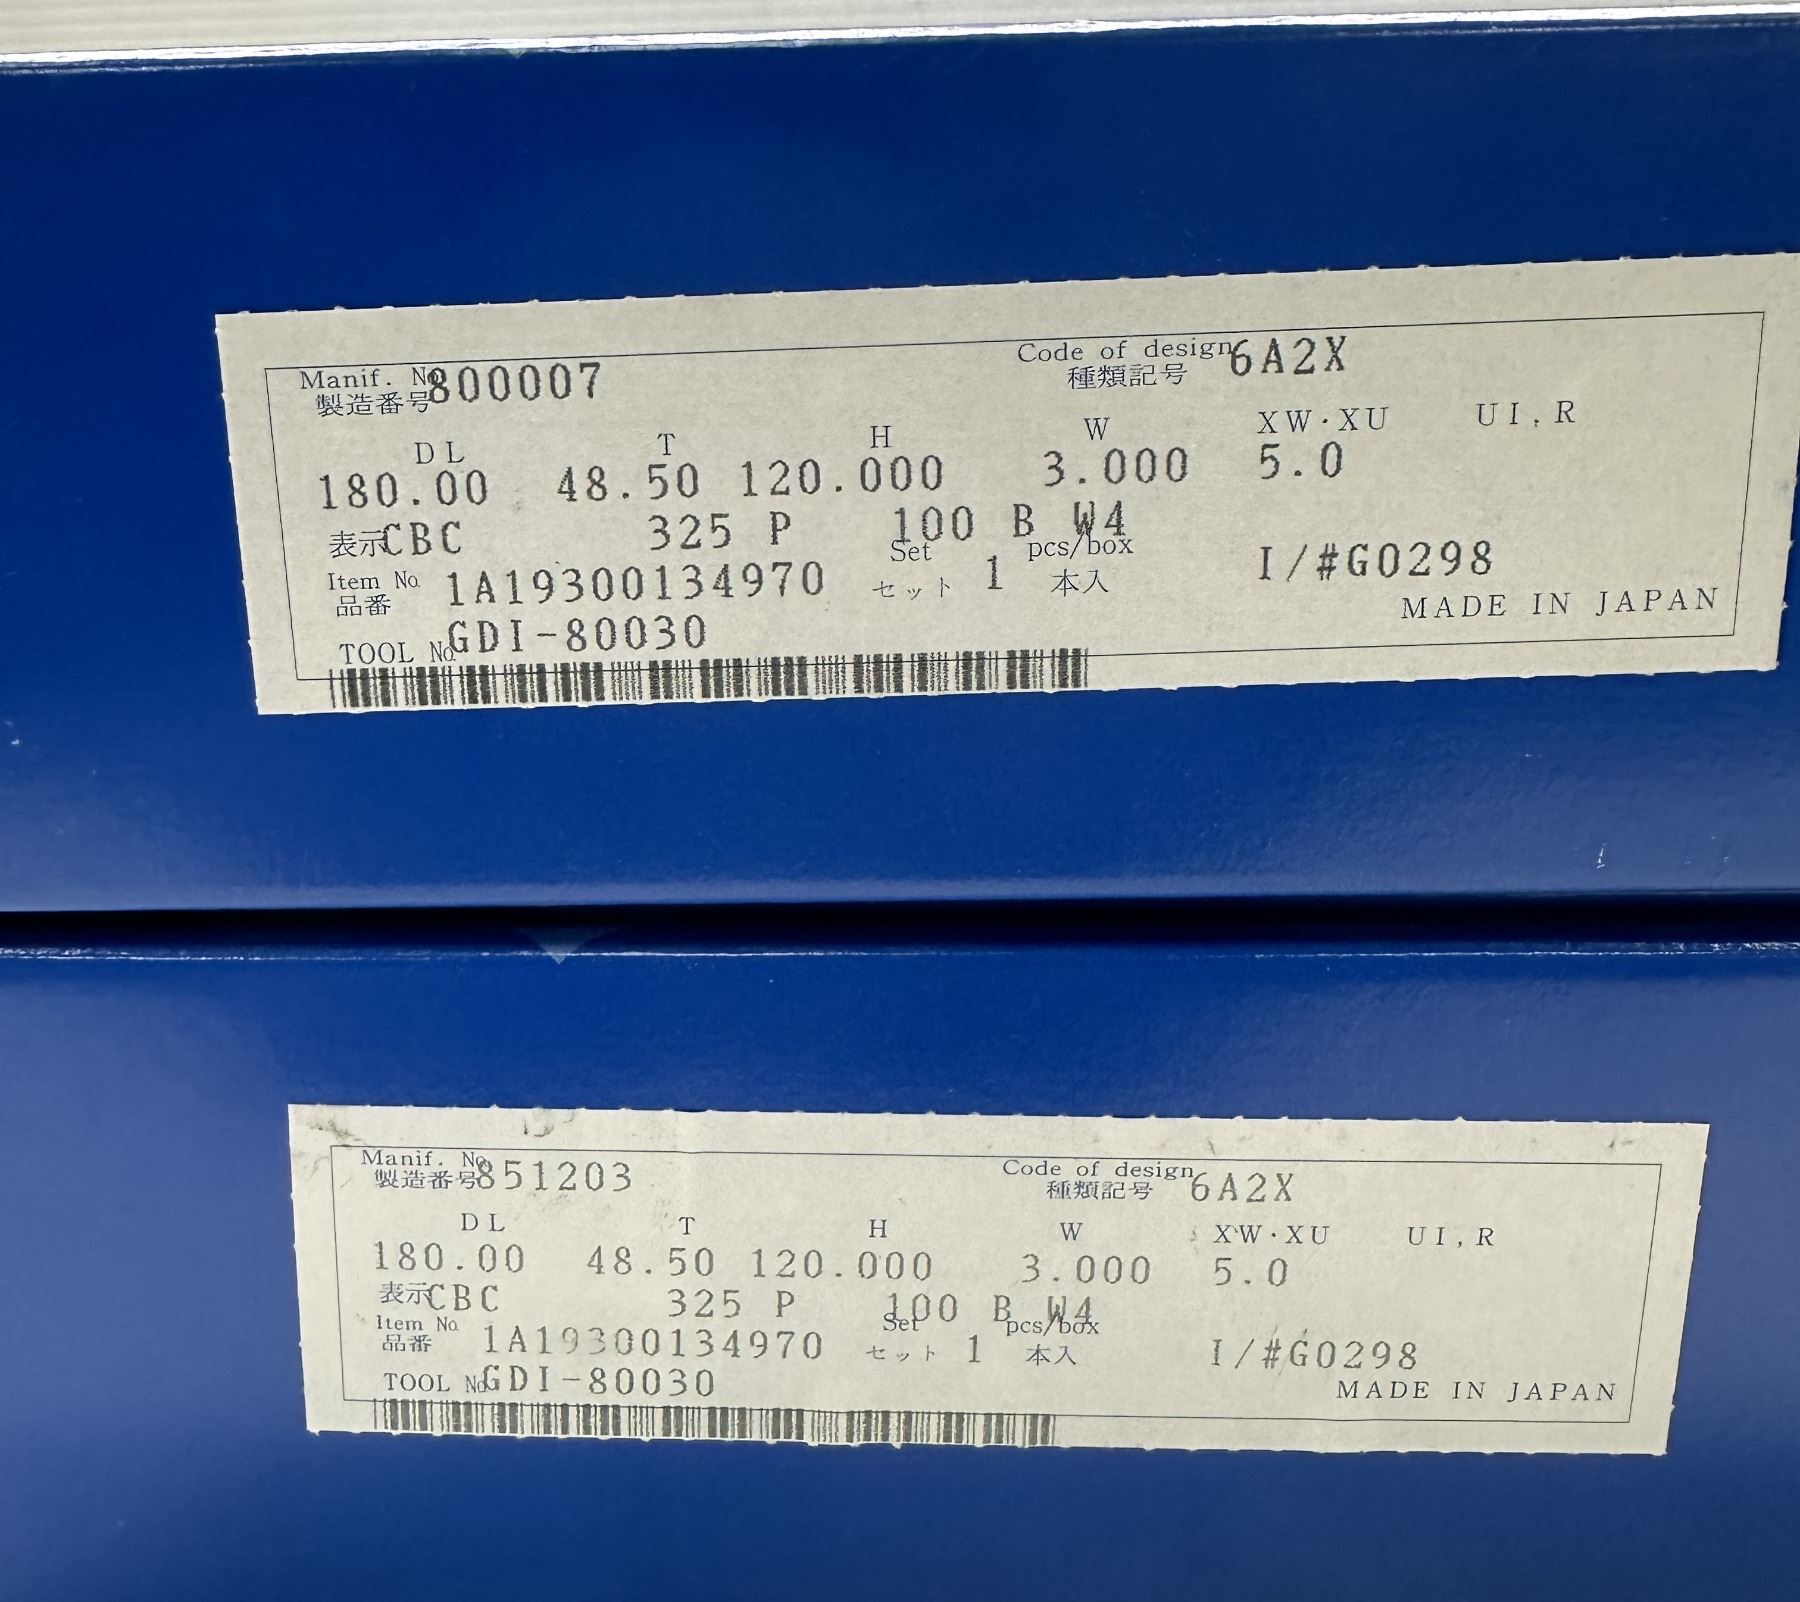 Manif. No. 800007 Code of design 6A2X
製造番号 種類記号
DL T H W XW・XU UI,R
180.00 48.50 120.000 3.000 5.0
表示 CBC 325 P 100 B W4
Item No. 1A19300134970 Set 1 pcs/box I/#G0298
品番 セット 本入
MADE IN JAPAN
TOOL No. GDI-80030
Manif. No. 851203 Code of design 6A2X
製造番号 種類記号
DL T H W XW・XU UI,R
180.00 48.50 120.000 3.000 5.0
表示 CBC 325 P 100 B W4
Item No. 1A19300134970 Set 1 pcs/box I/#G0298
品番 セット 本入
MADE IN JAPAN
TOOL No. GDI-80030